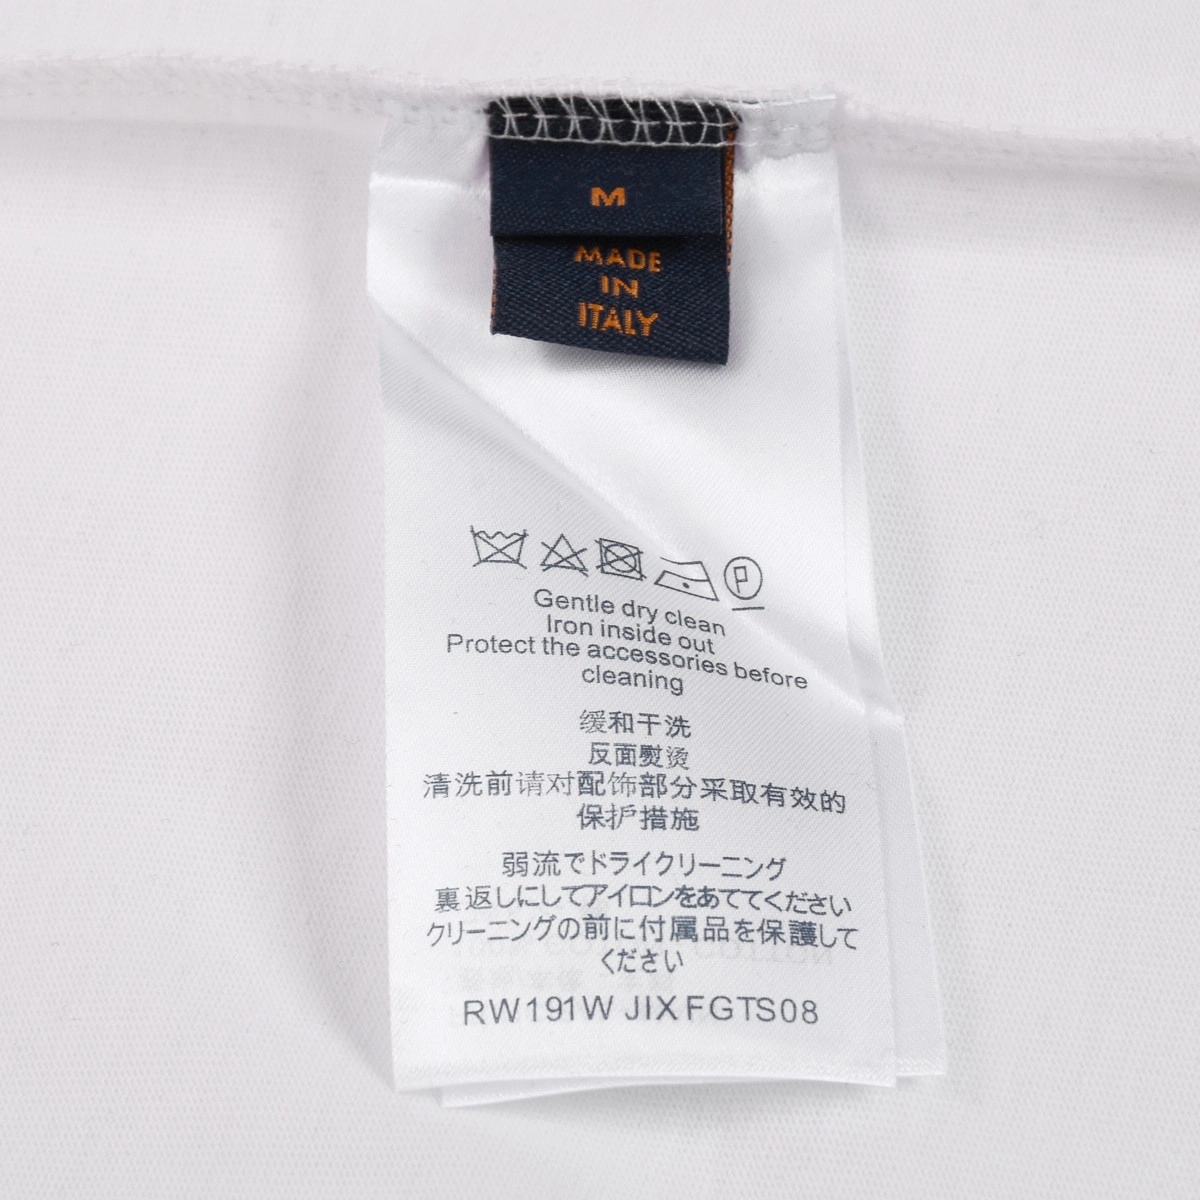 M
MADE
IN
ITALY
P
Gentle dry clean
Iron inside out
Protect the accessories before
cleaning
缓和干洗
反面熨烫
清洗前请对配饰部分采取有效的
保护措施
弱流でドライクリーニング
裏返しにしてアイロンをあててください
クリーニングの前に付属品を保護して
ください
RW191W JIXFGTS08